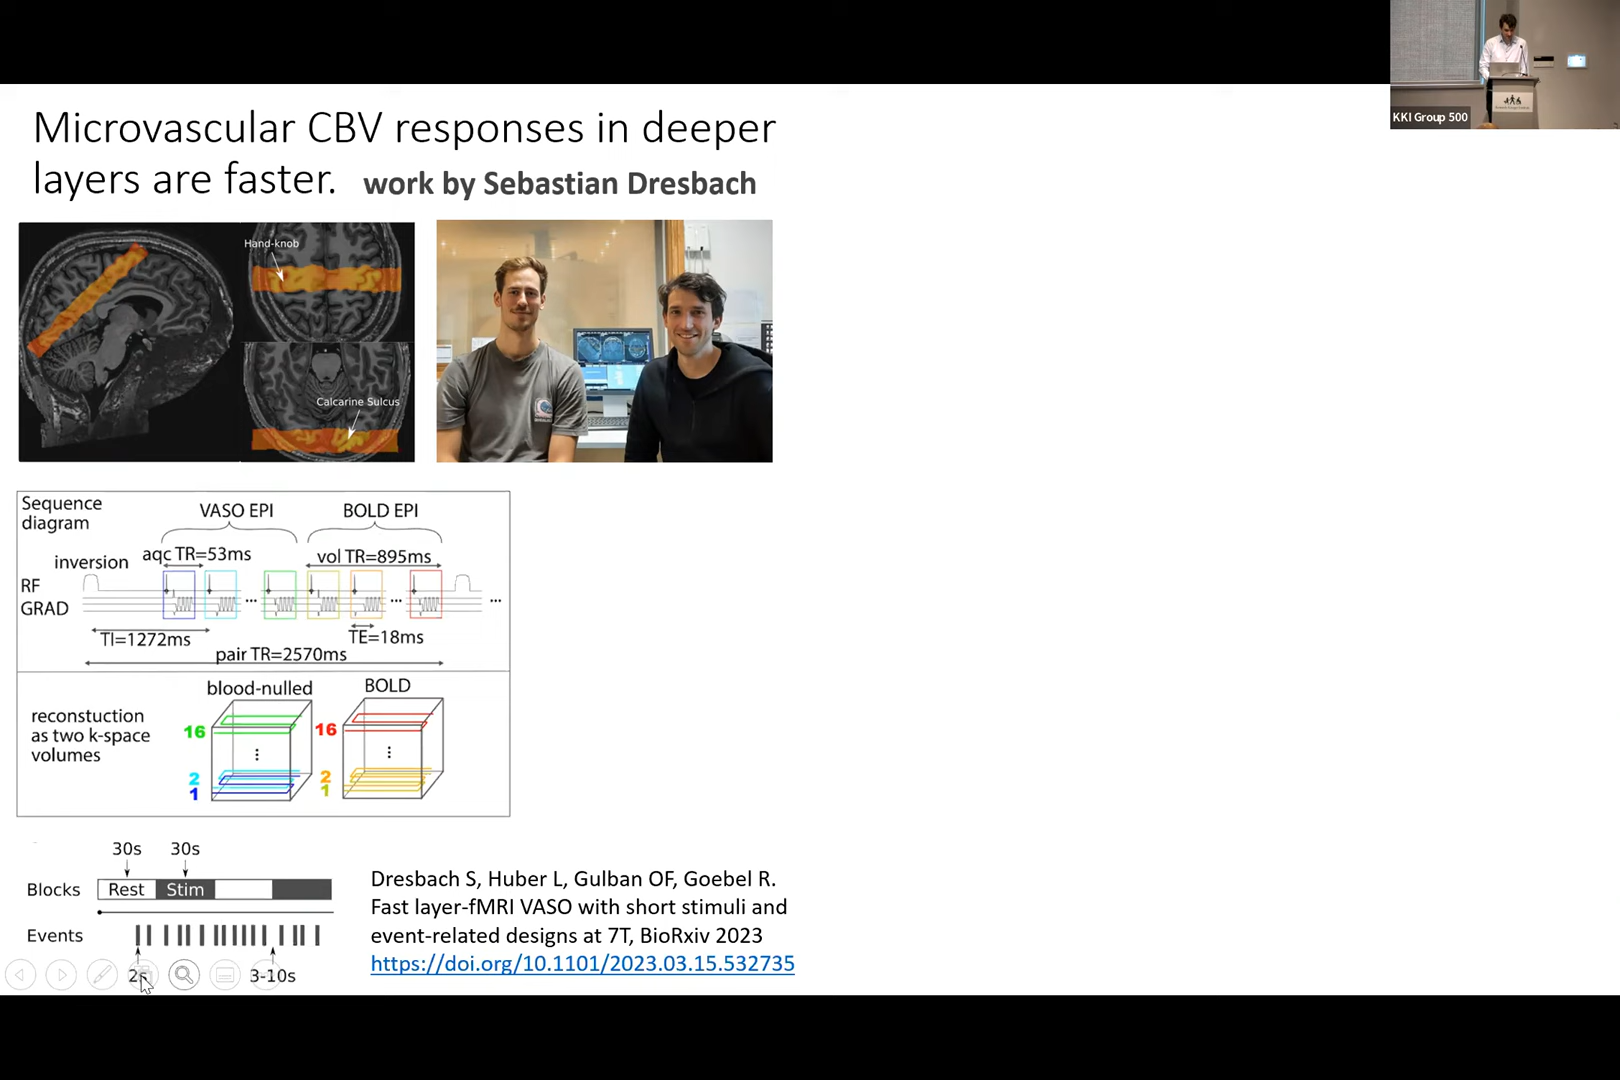 KKI Group 500
Microvascular CBV responses in deeper
layers are faster. work by Sebastian Dresbach
Hand-knob
Calcarine Sulcus
Sequence
diagram
VASO EPI
BOLD EPI
inversion
aqc TR=53ms
vol TR=895ms
RF
GRAD
...
...
...
TI=1272ms
TE=18ms
pair TR=2570ms
blood-nulled
BOLD
reconstuction
as two k-space
volumes
16
16
2
2
1
1
30s
30s
Blocks
Rest
Stim
Events
2s
3-10s
Dresbach S, Huber L, Gulban OF, Goebel R.
Fast layer-fMRI VASO with short stimuli and
event-related designs at 7T, BioRxiv 2023
https://doi.org/10.1101/2023.03.15.532735